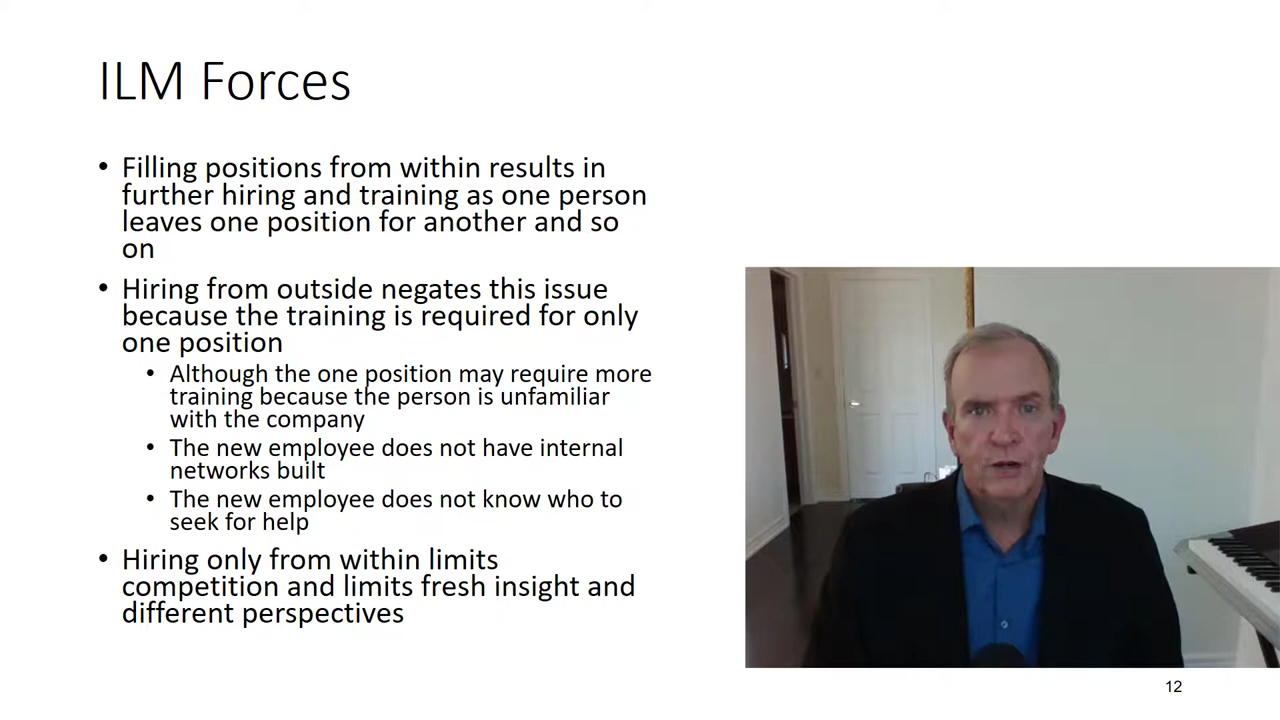 ILM Forces
• Filling positions from within results in
further hiring and training as one person
leaves one position for another and so
on
• Hiring from outside negates this issue
because the training is required for only
one position
• Although the one position may require more
training because the person is unfamiliar
with the company
• The new employee does not have internal
networks built
• The new employee does not know who to
seek for help
• Hiring only from within limits
competition and limits fresh insight and
different perspectives
12